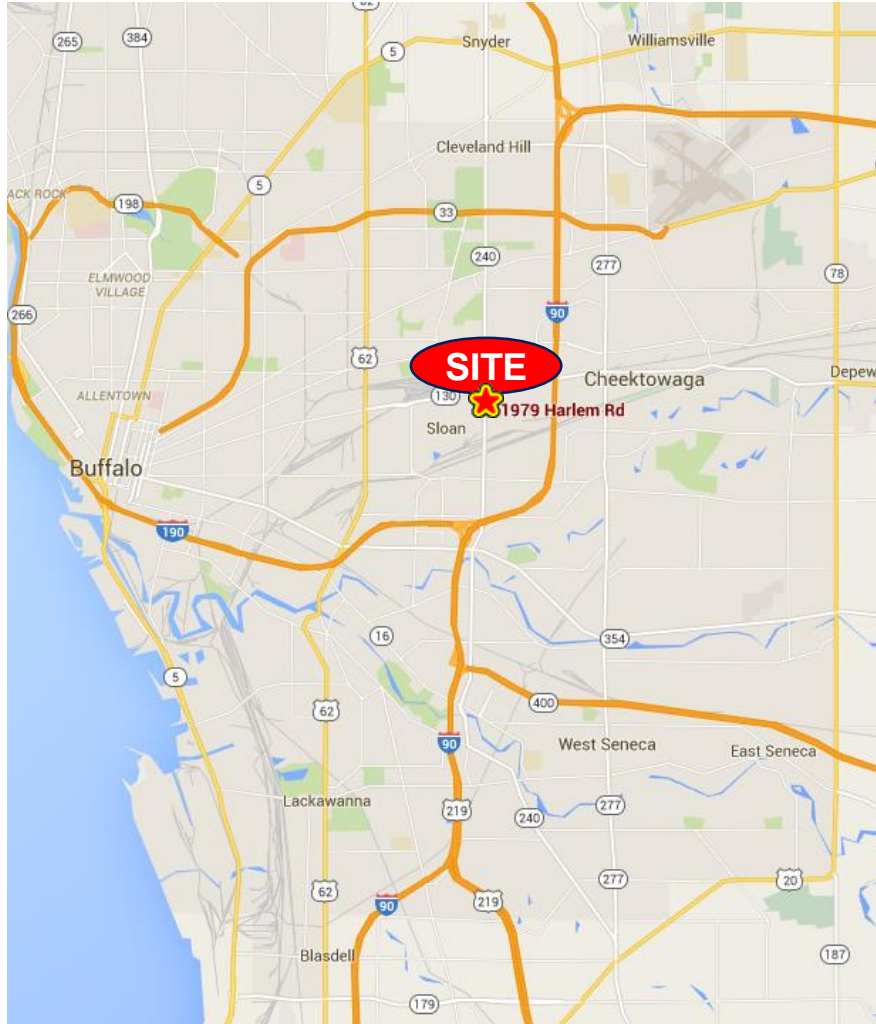 62
265
384
5
Snyder
Williamsville
Cleveland Hill
5
ACK ROCK
198
33
240
277
78
ELMWOOD
VILLAGE
266
90
62
SITE
Cheektowaga
Depew
ALLENTOWN
130
1979 Harlem Rd
Sloan
Buffalo
190
16
354
5
62
400
90
West Seneca
East Seneca
Lackawanna
219
240
277
62
277
20
90
219
Blasdell
187
179